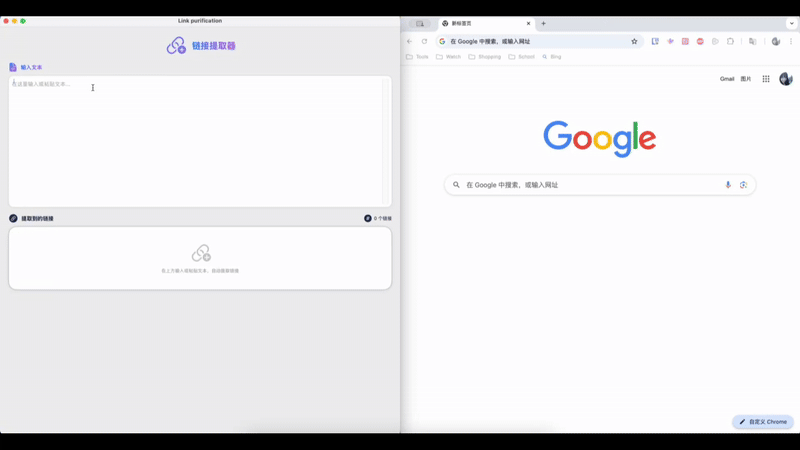 Link purification
链接提取器
输入文本
在这里输入或粘贴文本...
提取到的链接
0 个链接
在上方输入或粘贴文本，自动提取链接
新标签页
在 Google 中搜索，或输入网址
Tools
Watch
Shopping
School
Bing
Gmail
图片
Google
在 Google 中搜索，或输入网址
自定义 Chrome